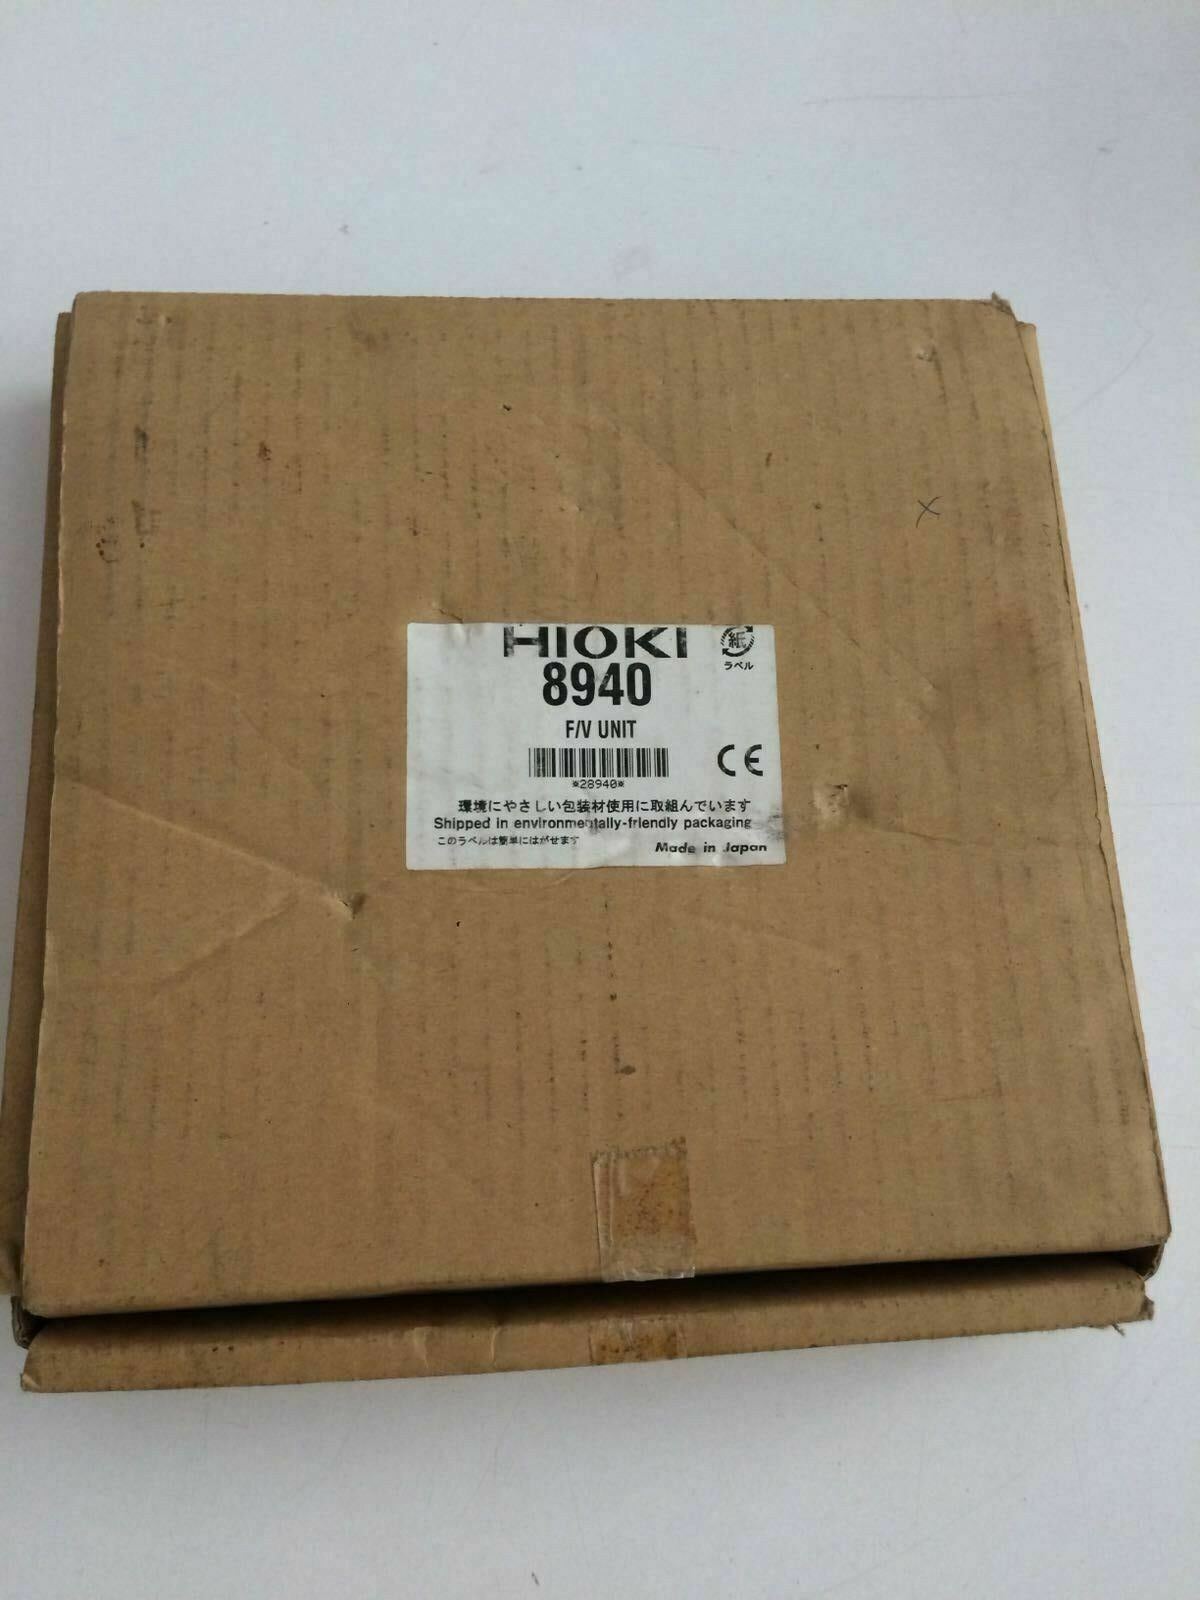 HIOKI
紙
ラベル
8940
F/V UNIT
CE
*28940*
環境にやさしい包装材使用に取組んでいます
Shipped in environmentally-friendly packaging
このラベルは簡単にはがせます
Made in Japan